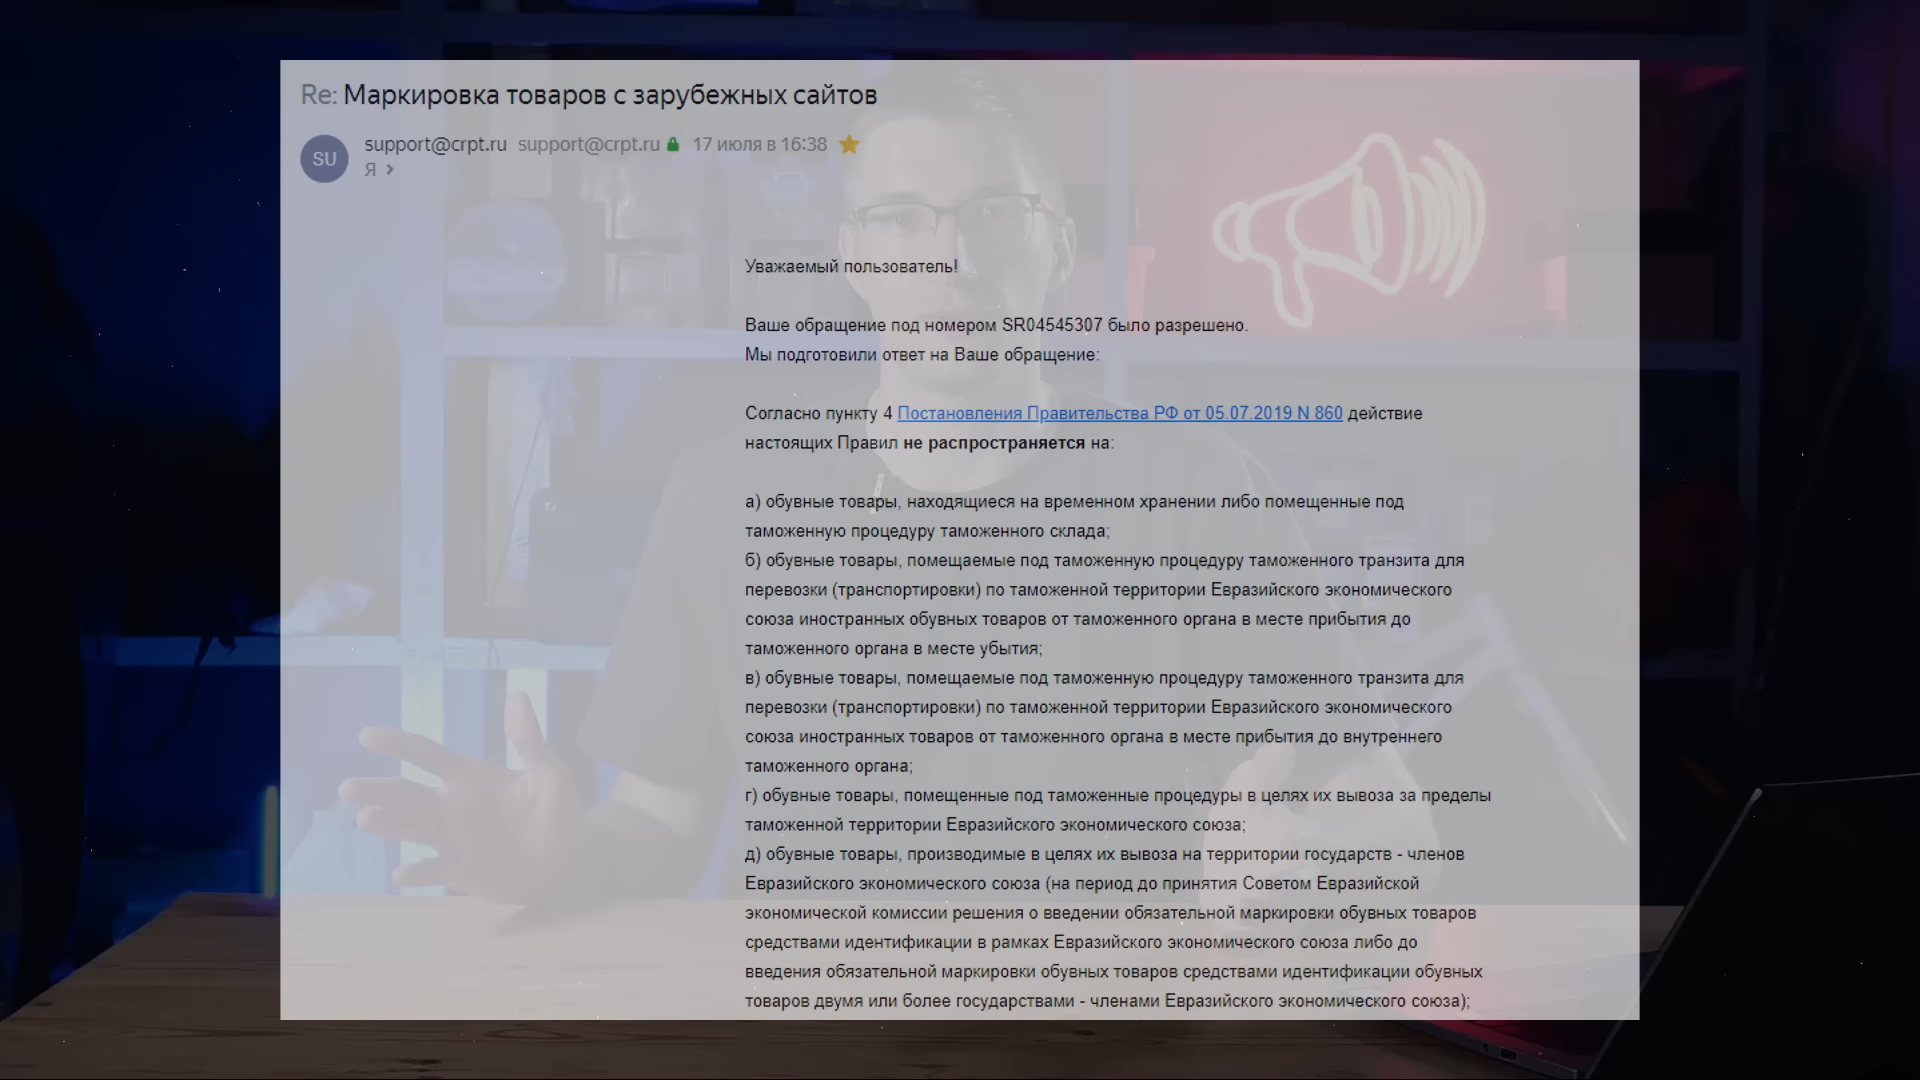 Re: Маркировка товаров с зарубежных сайтов
SU
support@crpt.ru support@crpt.ru 17 июля в 16:38
Я
Уважаемый пользователь!
Ваше обращение под номером SR04545307 было разрешено.
Мы подготовили ответ на Ваше обращение:
Согласно пункту 4 Постановления Правительства РФ от 05.07.2019 N 860 действие
настоящих Правил не распространяется на:
а) обувные товары, находящиеся на временном хранении либо помещенные под
таможенную процедуру таможенного склада;
б) обувные товары, помещаемые под таможенную процедуру таможенного транзита для
перевозки (транспортировки) по таможенной территории Евразийского экономического
союза иностранных обувных товаров от таможенного органа в месте прибытия до
таможенного органа в месте убытия;
в) обувные товары, помещаемые под таможенную процедуру таможенного транзита для
перевозки (транспортировки) по таможенной территории Евразийского экономического
союза иностранных товаров от таможенного органа в месте прибытия до внутреннего
таможенного органа;
г) обувные товары, помещенные под таможенные процедуры в целях их вывоза за пределы
таможенной территории Евразийского экономического союза;
д) обувные товары, производимые в целях их вывоза на территории государств - членов
Евразийского экономического союза (на период до принятия Советом Евразийской
экономической комиссии решения о введении обязательной маркировки обувных товаров
средствами идентификации в рамках Евразийского экономического союза либо до
введения обязательной маркировки обувных товаров средствами идентификации обувных
товаров двумя или более государствами - членами Евразийского экономического союза);